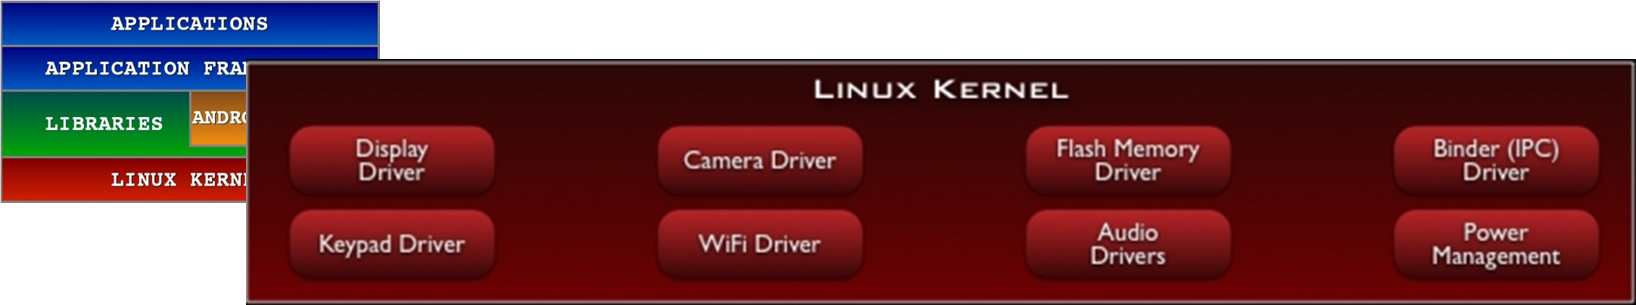 APPLICATIONS
APPLICATION FRA
LIBRARIES
ANDRO
LINUX KERN
LINUX KERNEL
Display
Driver
Camera Driver
Flash Memory
Driver
Binder (IPC)
Driver
Keypad Driver
WiFi Driver
Audio
Drivers
Power
Management